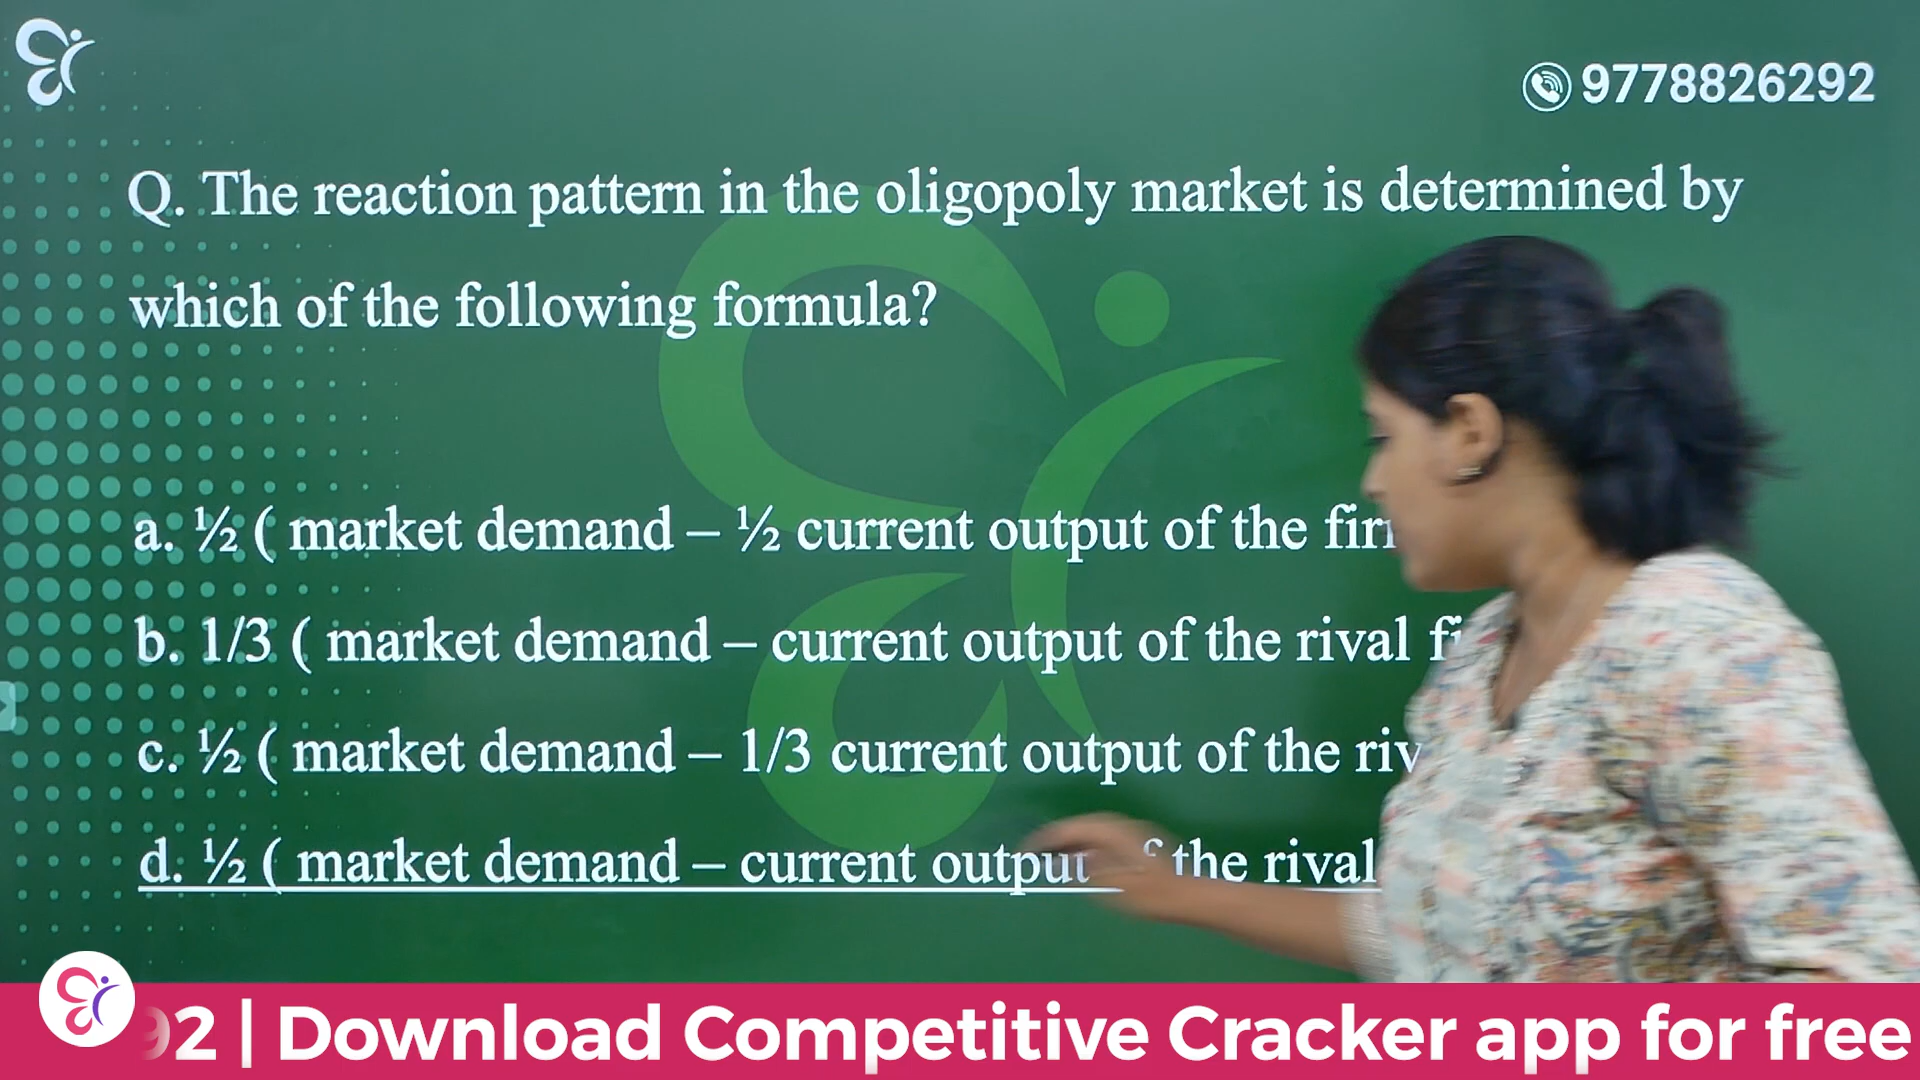 9778826292
Q. The reaction pattern in the oligopoly market is determined by
which of the following formula?
a. ½ ( market demand – ½ current output of the
b. 1/3 ( market demand – current output of the rival
c. ½ ( market demand – 1/3 current output of the
d. ½ ( market demand – current output the rival
2 | Download Competitive Cracker app for free